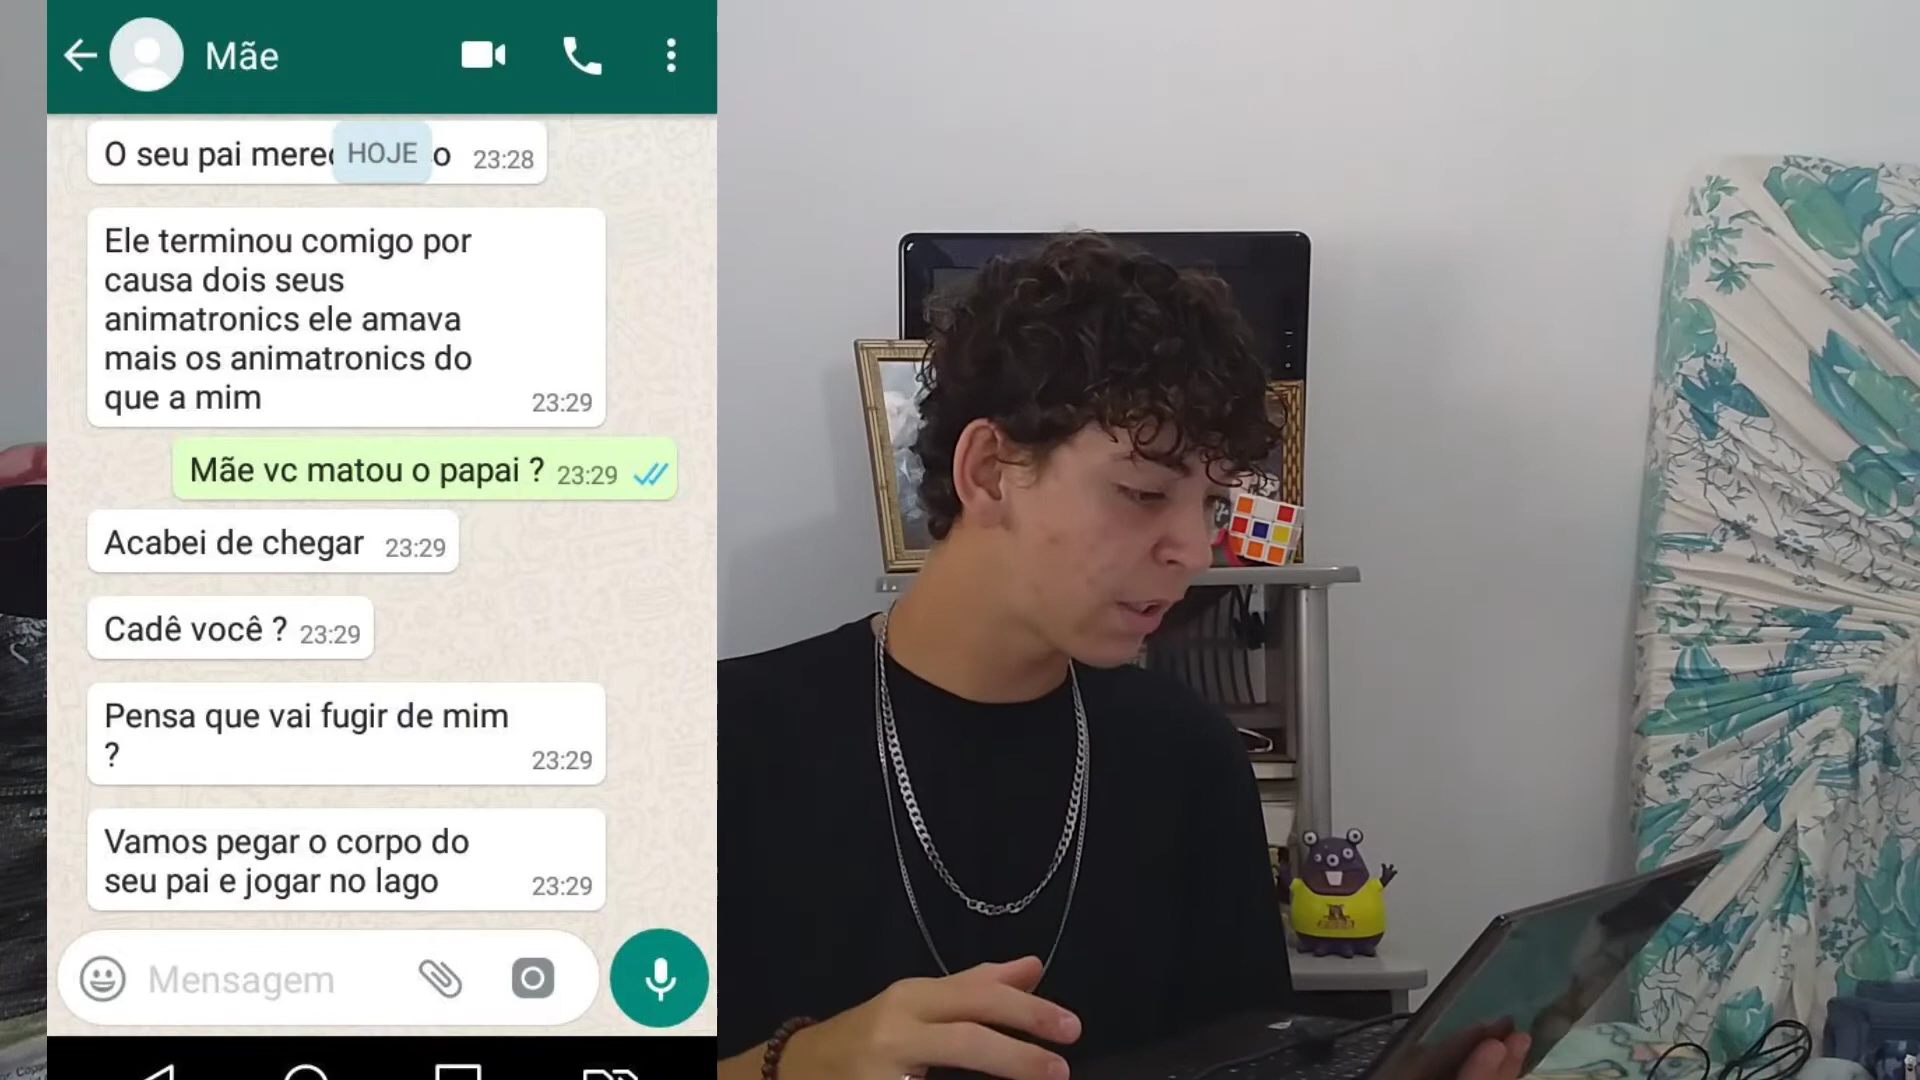 Mãe
O seu pai
HOJE
23:28
Ele terminou comigo por
causa dois seus
animatronics ele amava
mais os animatronics do
que a mim
23:29
Mãe vc matou o papai ? 23:29
Acabei de chegar 23:29
Cadê você ? 23:29
Pensa que vai fugir de mim
?
23:29
Vamos pegar o corpo do
seu pai e jogar no lago 23:29
Mensagem